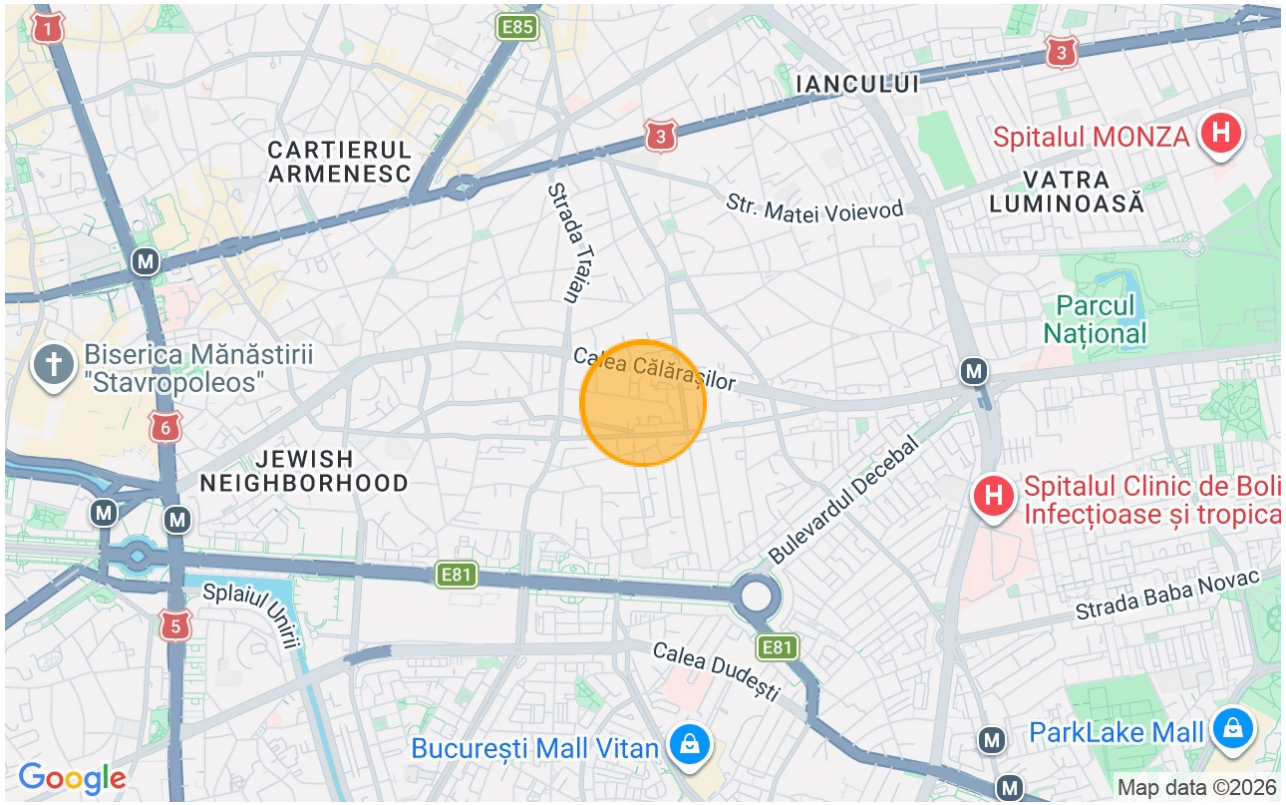 1
E85
3
IANCULUI
Spitalul MONZA
H
CARTIERUL
ARMENESC
3
VATRA
LUMINOASĂ
Strada Traian
Str. Matei Voievod
M
Parcul
Național
Biserica Mănăstirii
"Stavropoleos"
Calea Călărașilor
M
6
JEWISH
NEIGHBORHOOD
Bulevardul Decebal
H
Spitalul Clinic de Boli
Infecțioase și tropica
M
M
E81
Splaiul Unirii
Strada Baba Novac
5
E81
Calea Dudești
București Mall Vitan
M
ParkLake Mall
M
Google
Map data ©2026